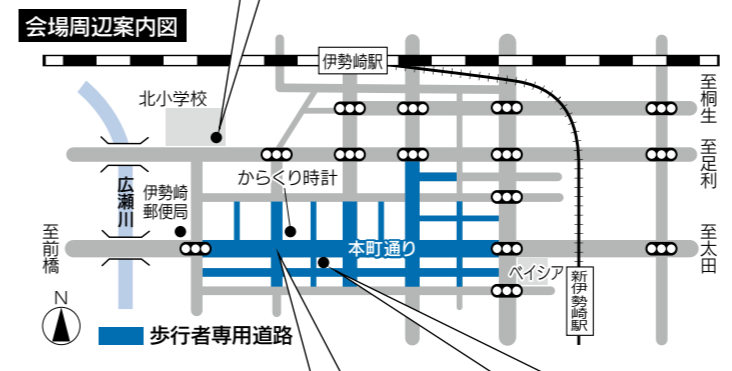 会場周辺案内図
伊勢崎駅
北小学校
至桐生
至足利
からくり時計
広瀬川
伊勢崎
郵便局
至前橋
本町通り
至太田
ベイシア
新伊勢崎駅
N
歩行者専用道路